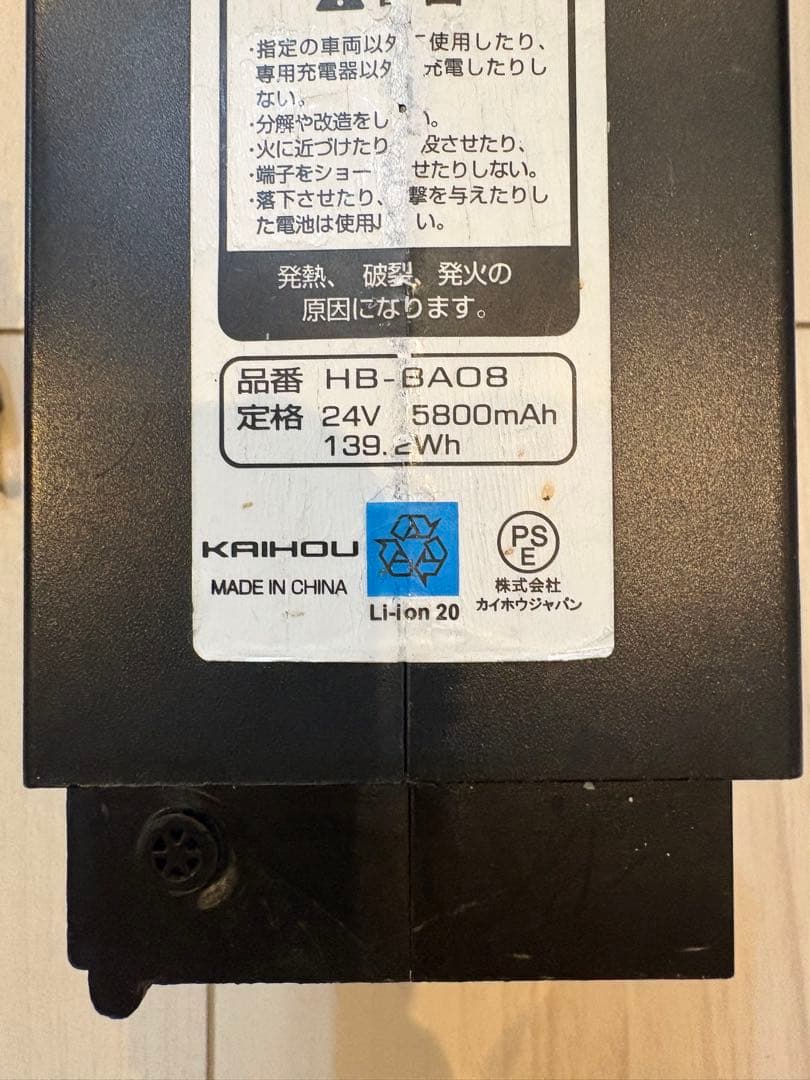 ・指定の車両以 使用したり、
専用充電器以 充電したりし
ない。
・分解や改造をし い。
・火に近づけたり 没させたり、
・端子をショー せたりしない。
・落下させたり、 撃を与えたりし
た電池は使用 い。
発熱、破裂、発火の
原因になります。
品番 HB-BA08
定格 24V 5800mAh
139.2Wh
KAIHOU
MADE IN CHINA
Li-ion 20
PS
E
株式会社
カイホウジャパン